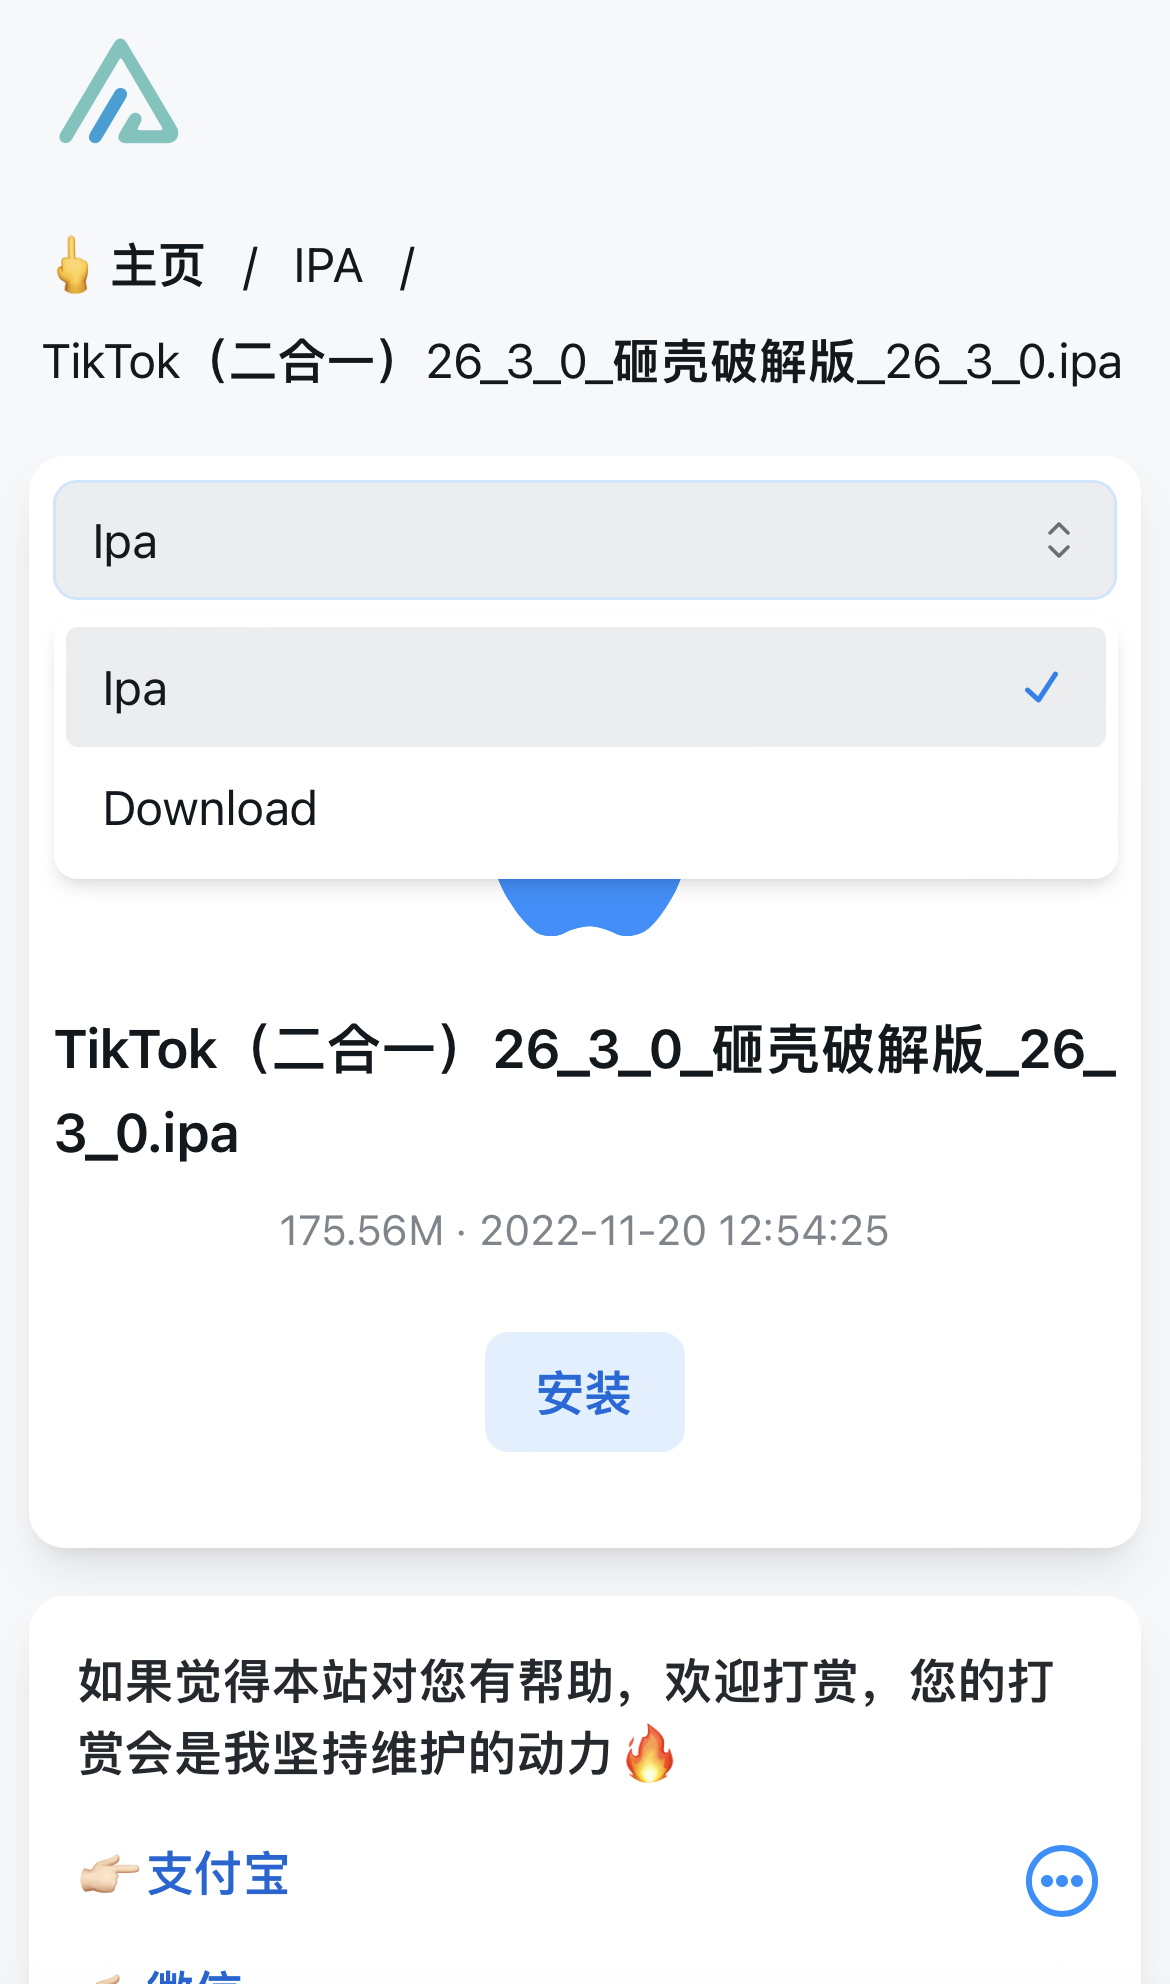 👆 主页 / IPA /
TikTok（二合一）26_3_0_砸壳破解版_26_3_0.ipa
Ipa
Ipa
Download
TikTok（二合一）26_3_0_砸壳破解版_26_
3_0.ipa
175.56M · 2022-11-20 12:54:25
安装
如果觉得本站对您有帮助，欢迎打赏，您的打
赏会是我坚持维护的动力🔥
👉🏻支付宝
微信